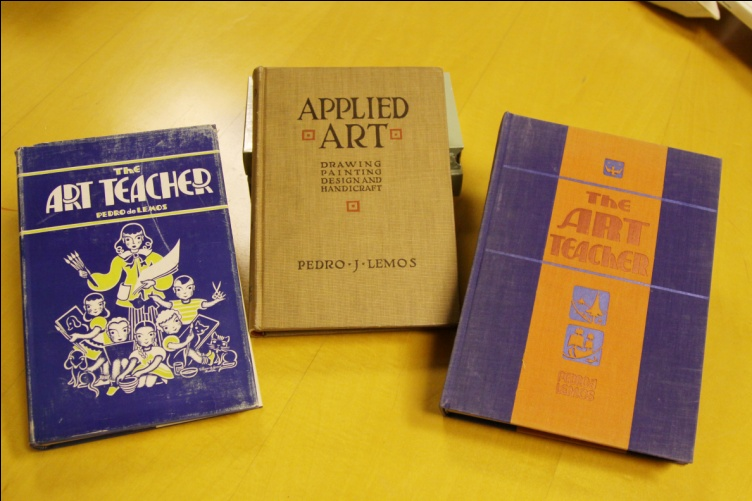 The
ART TEACHER
PEDRO de LEMOS
APPLIED
ART
DRAWING
PAINTING
DESIGN AND
HANDICRAFT
PEDRO · J · LEMOS
The
ART
TEACHER